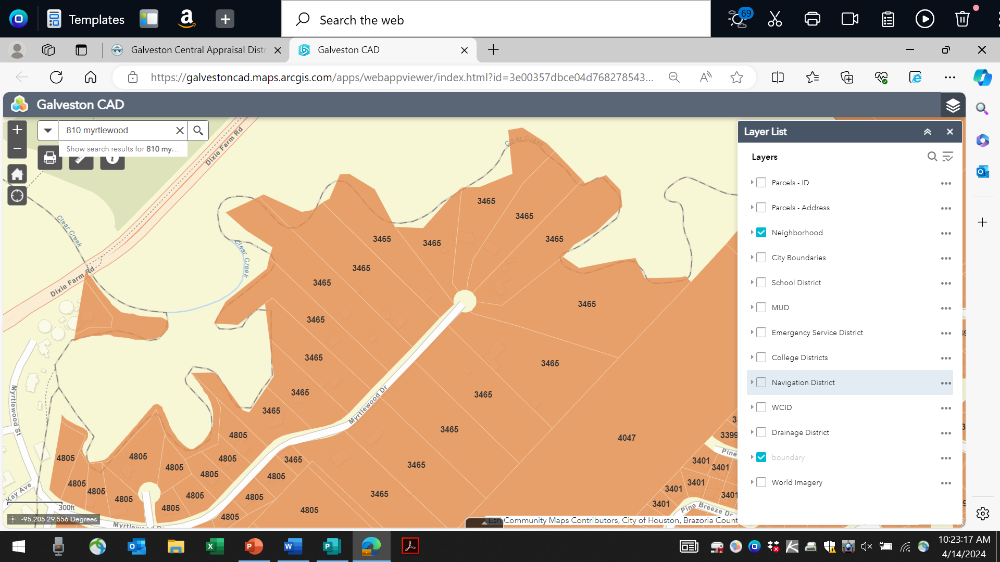 Templates
Search the web
69
Galveston Central Appraisal Distr
Galveston CAD
https://galvestoncad.maps.arcgis.com/apps/webappviewer/index.html?id=3e00357dbce04d768278543...
Galveston CAD
810 myrtlewood
Show search results for 810 my...
Layer List
Layers
Parcels - ID
Parcels - Address
Neighborhood
City Boundaries
School District
MUD
Emergency Service District
College Districts
Navigation District
WCID
Drainage District
boundary
World Imagery
Dixie Farm Rd
Clear Creek
3465
3465
Clear Creek
3465
3465
3465
Clear Creek
3465
Dixie Farm Rd
3465
3465
3465
3465
3465
3465
3465
Myrtlewood Dr
3465
3465
Myrtlewood St
3465
4805
4047
3399
Pine
4805
4805
4805
3465
3401
4805
3465
3401
4805
4805
4805
3401
4805
3401
Kay Ave
4805
4805
4805
3465
3401
3401
4805
4805
4805
Pine Breeze Dr
300ft
-95.205 29.556 Degrees
Esri Community Maps Contributors, City of Houston, Brazoria Count
10:23:17 AM
4/14/2024